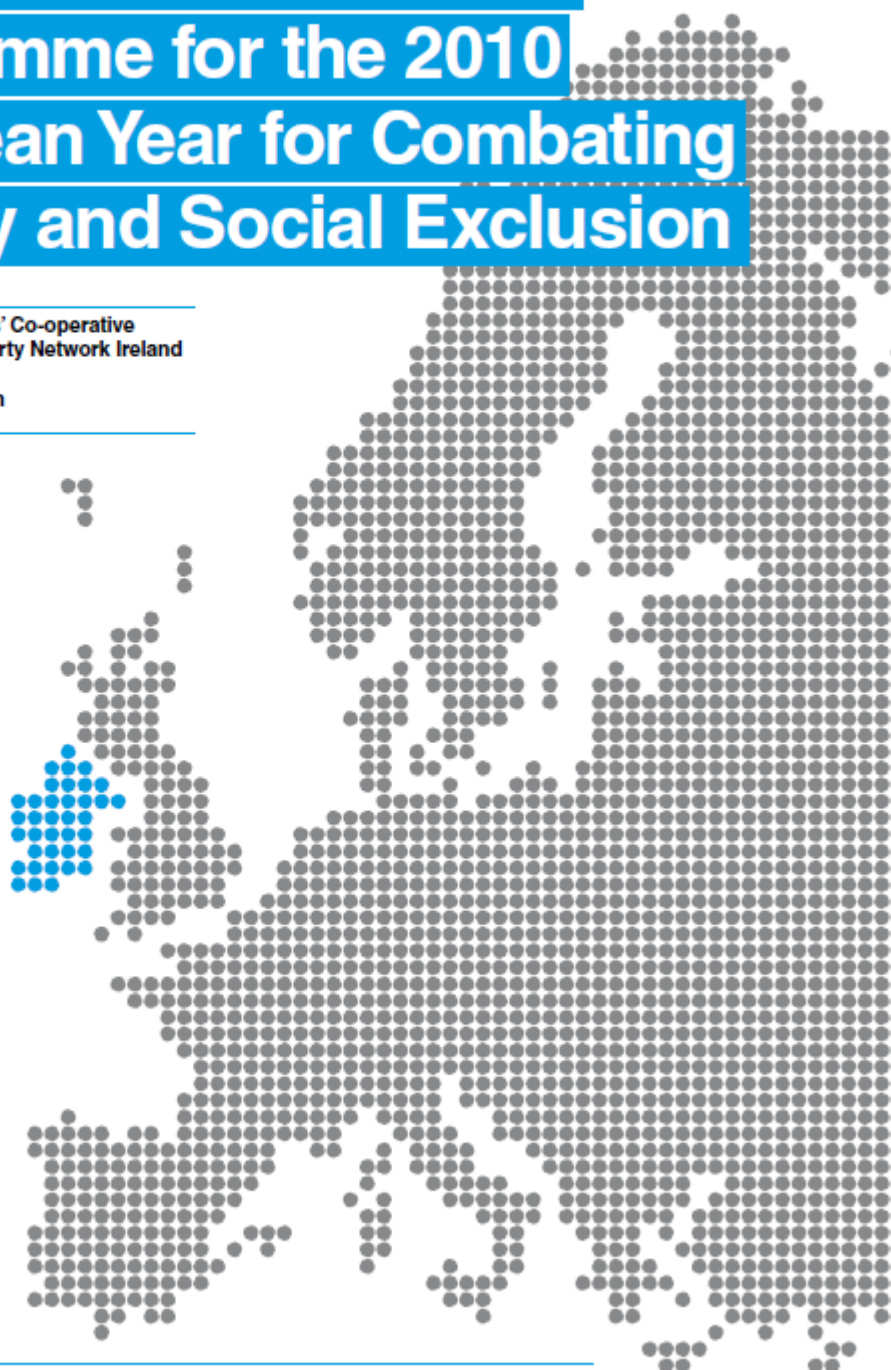 mme for the 2010
ean Year for Combating
y and Social Exclusion
' Co-operative
rty Network Ireland
n